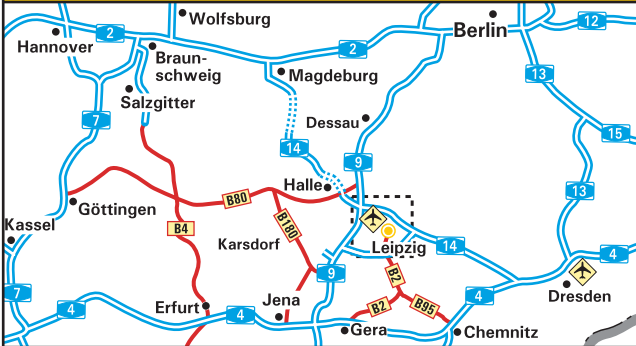 Wolfsburg
Berlin
12
2
Hannover
2
Braun-
schweig
Magdeburg
13
Salzgitter
7
Dessau
15
14
9
Halle
B80
13
Göttingen
B180
B4
Kassel
Karsdorf
Leipzig
14
4
9
B2
7
Dresden
4
Erfurt
4
Jena
B2
B95
4
Gera
Chemnitz